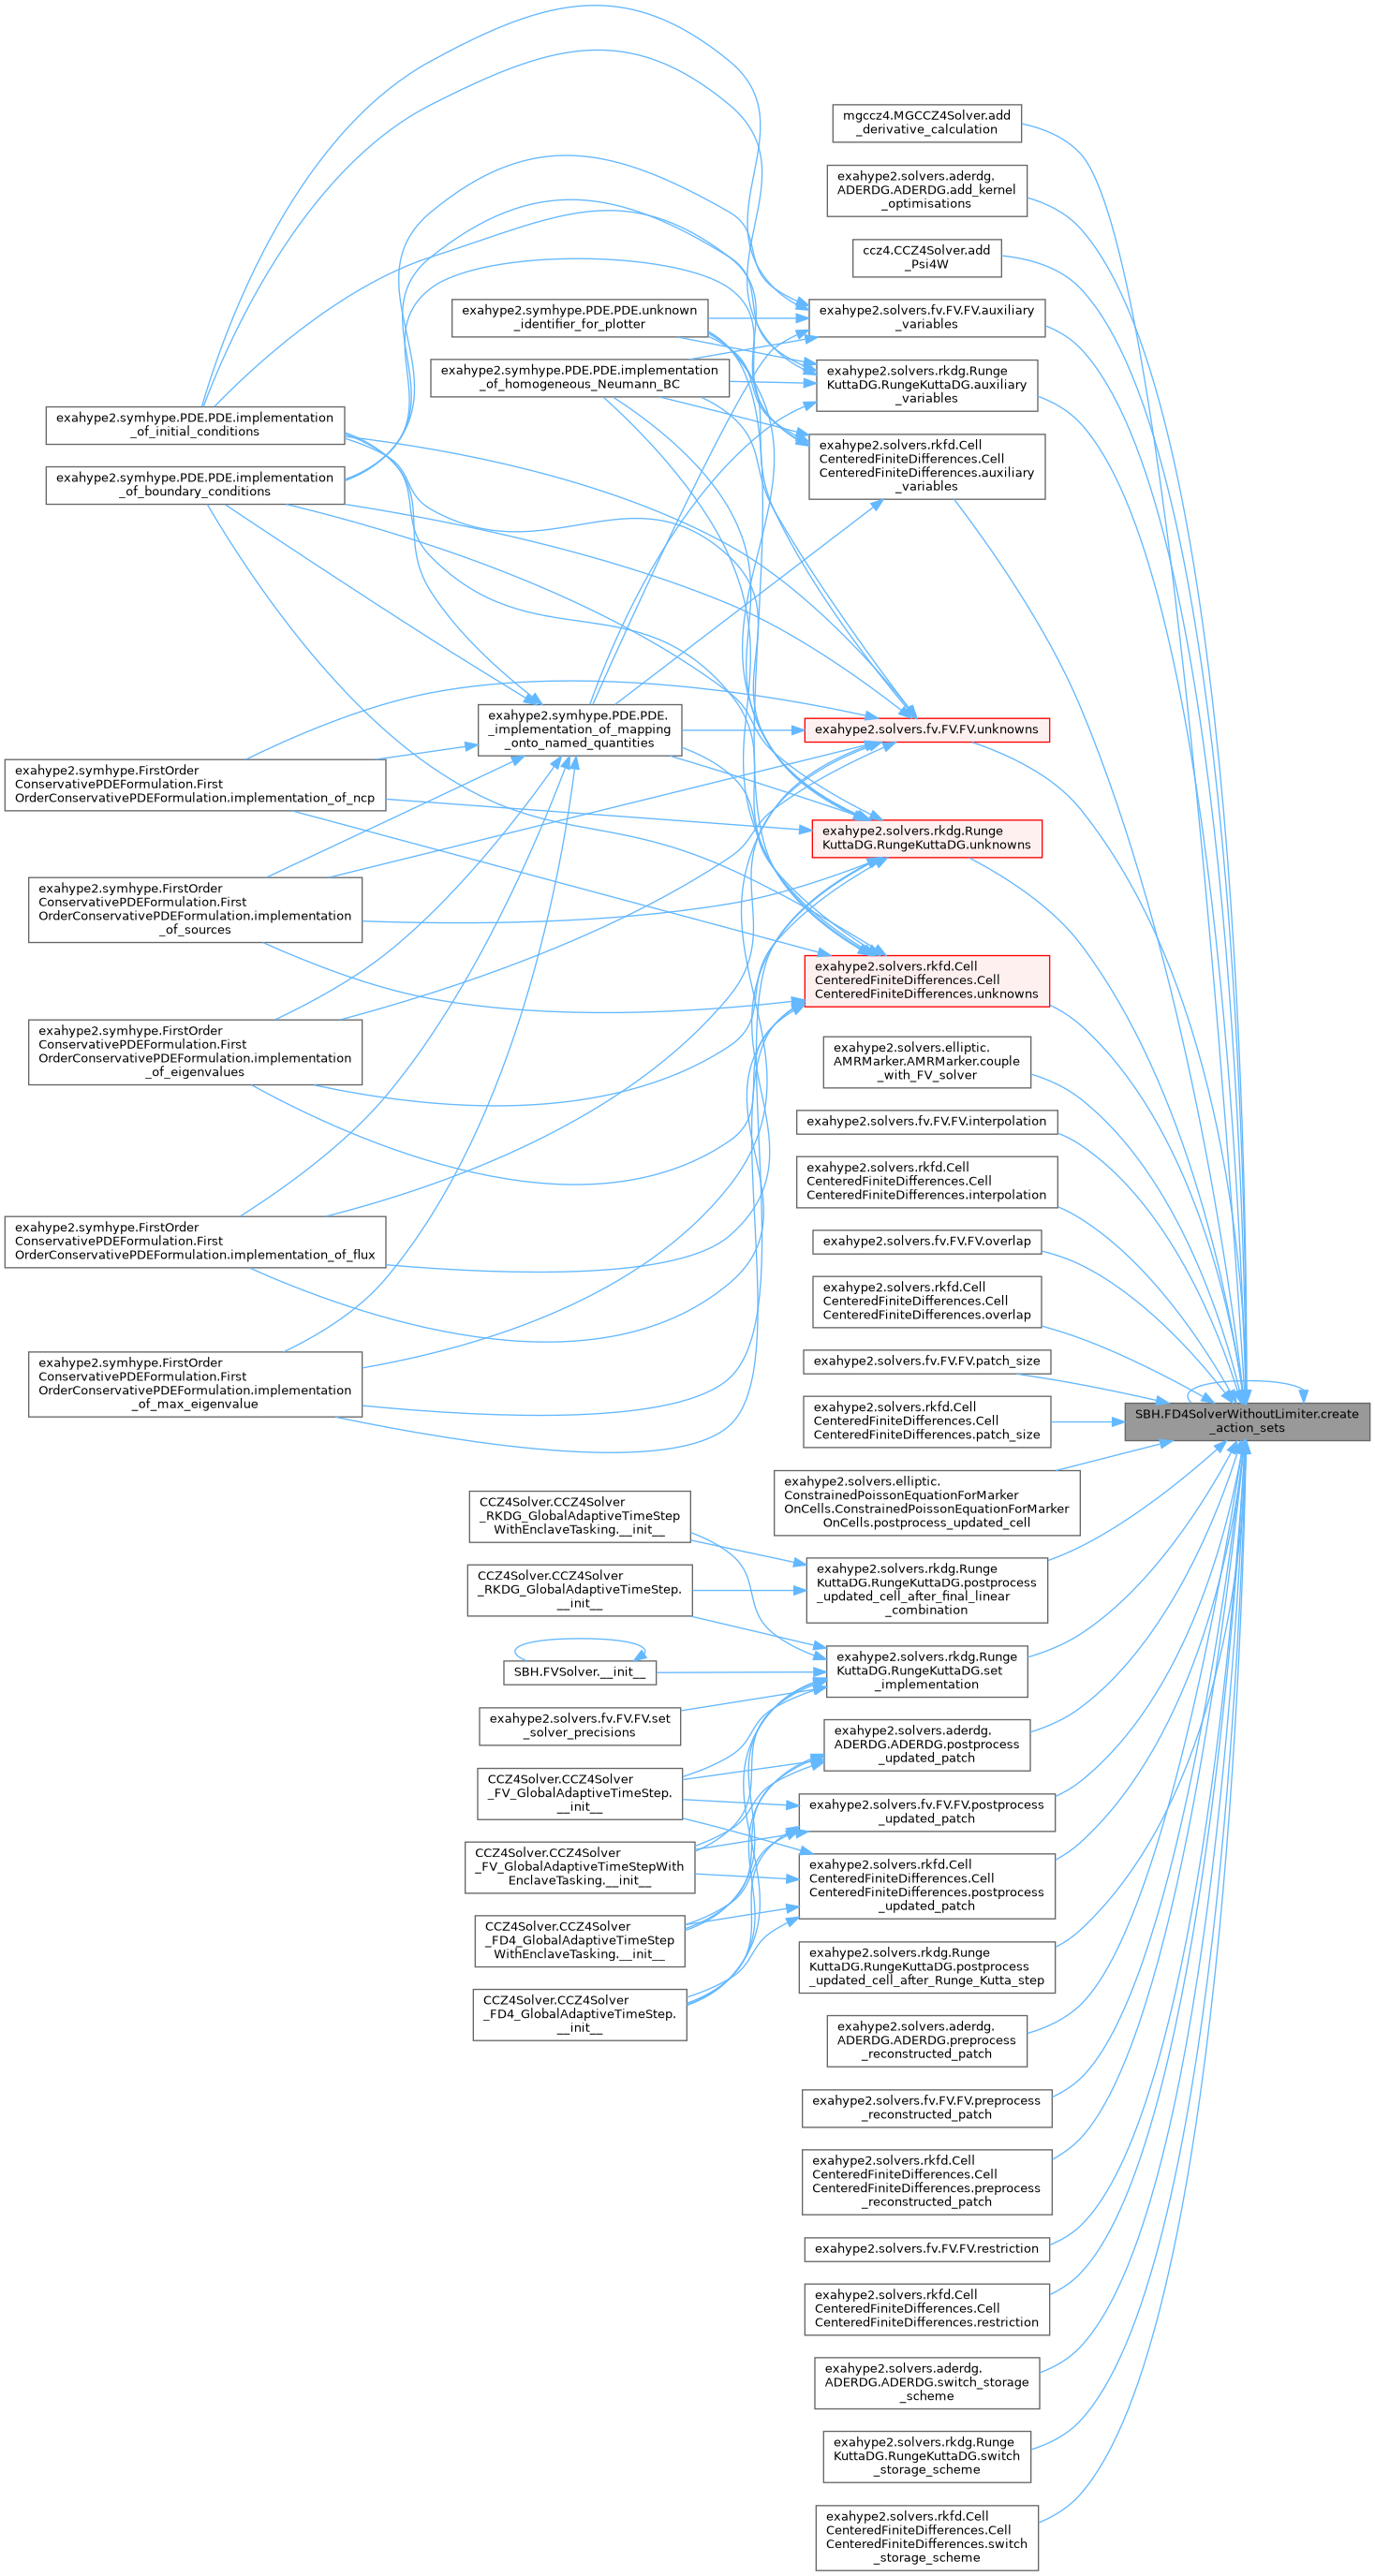 mgccz4.MGCCZ4Solver.add
_derivative_calculation
exahype2.solvers.aderdg.
ADERDG.ADERDG.add_kernel
_optimisations
ccz4.CCZ4Solver.add
_Psi4W
exahype2.solvers.fv.FV.FV.auxiliary
_variables
exahype2.symhype.PDE.PDE.unknown
_identifier_for_plotter
exahype2.solvers.rkdg.Runge
KuttaDG.RungeKuttaDG.auxiliary
_variables
exahype2.symhype.PDE.PDE.implementation
_of_homogeneous_Neumann_BC
exahype2.symhype.PDE.PDE.implementation
_of_initial_conditions
exahype2.solvers.rkfd.Cell
CenteredFiniteDifferences.Cell
CenteredFiniteDifferences.auxiliary
_variables
exahype2.symhype.PDE.PDE.implementation
_of_boundary_conditions
exahype2.symhype.PDE.PDE.
_implementation_of_mapping
_onto_named_quantities
exahype2.solvers.fv.FV.FV.unknowns
exahype2.symhype.FirstOrder
ConservativePDEFormulation.First
OrderConservativePDEFormulation.implementation_of_ncp
exahype2.solvers.rkdg.Runge
KuttaDG.RungeKuttaDG.unknowns
exahype2.symhype.FirstOrder
ConservativePDEFormulation.First
OrderConservativePDEFormulation.implementation
_of_sources
exahype2.solvers.rkfd.Cell
CenteredFiniteDifferences.Cell
CenteredFiniteDifferences.unknowns
exahype2.symhype.FirstOrder
ConservativePDEFormulation.First
OrderConservativePDEFormulation.implementation
_of_eigenvalues
exahype2.solvers.elliptic.
AMRMarker.AMRMarker.couple
_with_FV_solver
exahype2.solvers.fv.FV.FV.interpolation
exahype2.solvers.rkfd.Cell
CenteredFiniteDifferences.Cell
CenteredFiniteDifferences.interpolation
exahype2.symhype.FirstOrder
ConservativePDEFormulation.First
OrderConservativePDEFormulation.implementation_of_flux
exahype2.solvers.fv.FV.FV.overlap
exahype2.solvers.rkfd.Cell
CenteredFiniteDifferences.Cell
CenteredFiniteDifferences.overlap
exahype2.symhype.FirstOrder
ConservativePDEFormulation.First
OrderConservativePDEFormulation.implementation
_of_max_eigenvalue
exahype2.solvers.fv.FV.FV.patch_size
exahype2.solvers.rkfd.Cell
CenteredFiniteDifferences.Cell
CenteredFiniteDifferences.patch_size
SBH.FD4SolverWithoutLimiter.create
_action_sets
exahype2.solvers.elliptic.
ConstrainedPoissonEquationForMarker
OnCells.ConstrainedPoissonEquationForMarker
OnCells.postprocess_updated_cell
CCZ4Solver.CCZ4Solver
_RKDG_GlobalAdaptiveTimeStep
WithEnclaveTasking.__init__
exahype2.solvers.rkdg.Runge
KuttaDG.RungeKuttaDG.postprocess
_updated_cell_after_final_linear
_combination
CCZ4Solver.CCZ4Solver
_RKDG_GlobalAdaptiveTimeStep.
__init__
SBH.FVSolver.__init__
exahype2.solvers.rkdg.Runge
KuttaDG.RungeKuttaDG.set
_implementation
exahype2.solvers.fv.FV.FV.set
_solver_precisions
exahype2.solvers.aderdg.
ADERDG.ADERDG.postprocess
_updated_patch
CCZ4Solver.CCZ4Solver
_FV_GlobalAdaptiveTimeStep.
__init__
exahype2.solvers.fv.FV.FV.postprocess
_updated_patch
CCZ4Solver.CCZ4Solver
_FV_GlobalAdaptiveTimeStepWith
EnclaveTasking.__init__
exahype2.solvers.rkfd.Cell
CenteredFiniteDifferences.Cell
CenteredFiniteDifferences.postprocess
_updated_patch
CCZ4Solver.CCZ4Solver
_FD4_GlobalAdaptiveTimeStep
WithEnclaveTasking.__init__
exahype2.solvers.rkdg.Runge
KuttaDG.RungeKuttaDG.postprocess
_updated_cell_after_Runge_Kutta_step
CCZ4Solver.CCZ4Solver
_FD4_GlobalAdaptiveTimeStep.
__init__
exahype2.solvers.aderdg.
ADERDG.ADERDG.preprocess
_reconstructed_patch
exahype2.solvers.fv.FV.FV.preprocess
_reconstructed_patch
exahype2.solvers.rkfd.Cell
CenteredFiniteDifferences.Cell
CenteredFiniteDifferences.preprocess
_reconstructed_patch
exahype2.solvers.fv.FV.FV.restriction
exahype2.solvers.rkfd.Cell
CenteredFiniteDifferences.Cell
CenteredFiniteDifferences.restriction
exahype2.solvers.aderdg.
ADERDG.ADERDG.switch_storage
_scheme
exahype2.solvers.rkdg.Runge
KuttaDG.RungeKuttaDG.switch
_storage_scheme
exahype2.solvers.rkfd.Cell
CenteredFiniteDifferences.Cell
CenteredFiniteDifferences.switch
_storage_scheme